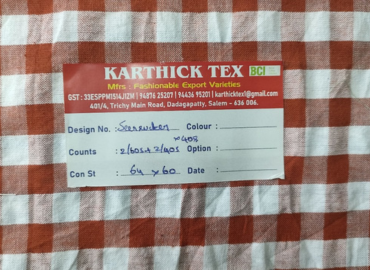 KARTHICK TEX BCI
Mfrs : Fashionable Export Varieties
GST : 33ESPPM1514J1ZM | 94876 25207 | 94436 95201 | karthicktex1@gmail.com
401/4, Trichy Main Road, Dadagapatty, Salem - 636 006.
Design No. : Seersucker Colour :
x 40s
Counts : 2/60s+2/40s Option :
Con St : 64 x 60 Date :